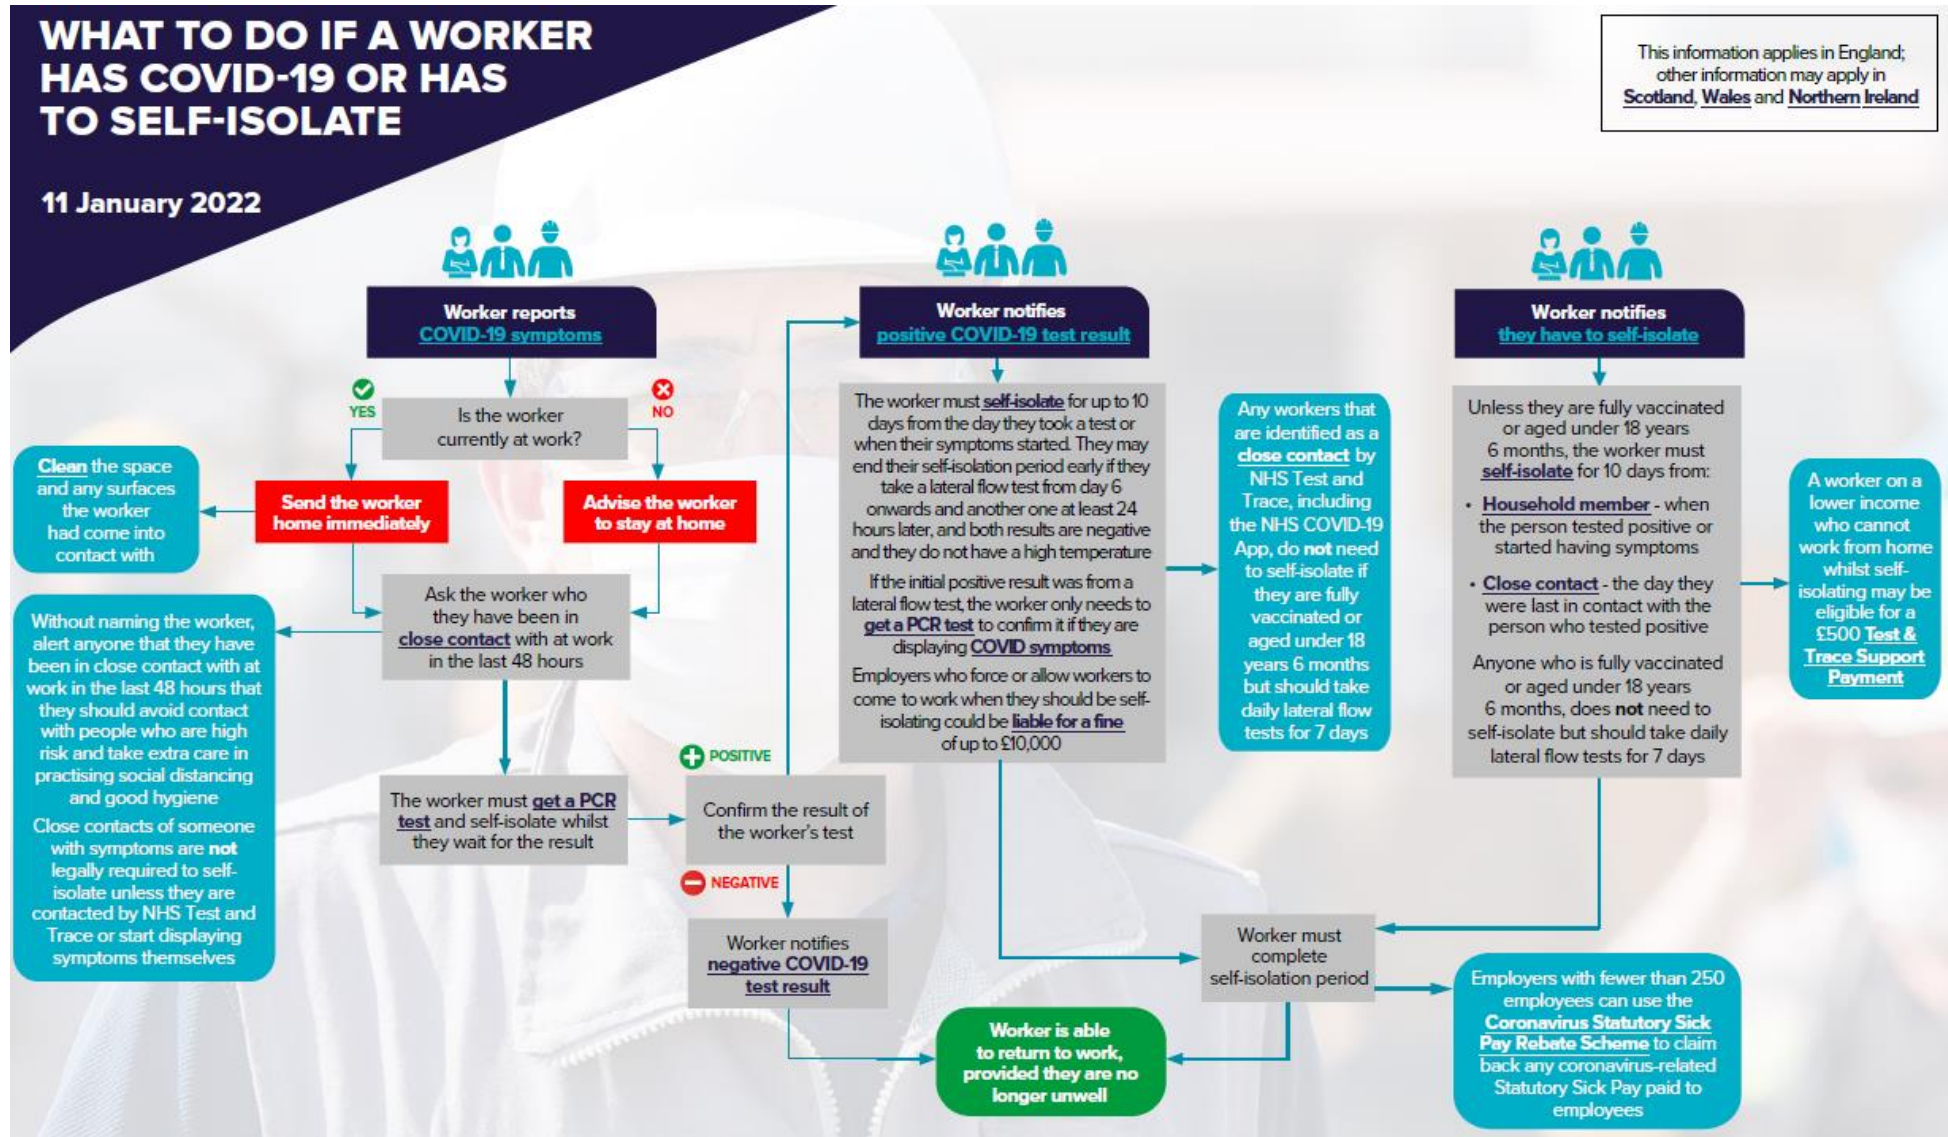 WHAT TO DO IF A WORKER
HAS COVID-19 OR HAS
TO SELF-ISOLATE
11 January 2022
This information applies in England;
other information may apply in
Scotland, Wales and Northern Ireland
Worker reports
COVID-19 symptoms
YES
Is the worker
currently at work?
NO
Clean the space
and any surfaces
the worker
had come into
contact with
Send the worker
home immediately
Advise the worker
to stay at home
Ask the worker who
they have been in
close contact with at work
in the last 48 hours
Without naming the worker,
alert anyone that they have
been in close contact with at
work in the last 48 hours that
they should avoid contact
with people who are high
risk and take extra care in
practising social distancing
and good hygiene
Close contacts of someone
with symptoms are not
legally required to self-
isolate unless they are
contacted by NHS Test and
Trace or start displaying
symptoms themselves
The worker must get a PCR
test and self-isolate whilst
they wait for the result
POSITIVE
Confirm the result of
the worker's test
NEGATIVE
Worker notifies
negative COVID-19
test result
Worker notifies
positive COVID-19 test result
The worker must self-isolate for up to 10
days from the day they took a test or
when their symptoms started. They may
end their self-isolation period early if they
take a lateral flow test from day 6
onwards and another one at least 24
hours later, and both results are negative
and they do not have a high temperature
If the initial positive result was from a
lateral flow test, the worker only needs to
get a PCR test to confirm it if they are
displaying COVID symptoms
Employers who force or allow workers to
come to work when they should be self-
isolating could be liable for a fine
of up to £10,000
Any workers that
are identified as a
close contact by
NHS Test and
Trace, including
the NHS COVID-19
App, do not need
to self-isolate if
they are fully
vaccinated or
aged under 18
years 6 months
but should take
daily lateral flow
tests for 7 days
Worker notifies
they have to self-isolate
Unless they are fully vaccinated
or aged under 18 years
6 months, the worker must
self-isolate for 10 days from:
• Household member - when
the person tested positive or
started having symptoms
• Close contact - the day they
were last in contact with the
person who tested positive
Anyone who is fully vaccinated
or aged under 18 years
6 months, does not need to
self-isolate but should take daily
lateral flow tests for 7 days
A worker on a
lower income
who cannot
work from home
whilst self-
isolating may be
eligible for a
£500 Test &
Trace Support
Payment
Worker must
complete
self-isolation period
Employers with fewer than 250
employees can use the
Coronavirus Statutory Sick
Pay Rebate Scheme to claim
back any coronavirus-related
Statutory Sick Pay paid to
employees
Worker is able
to return to work,
provided they are no
longer unwell